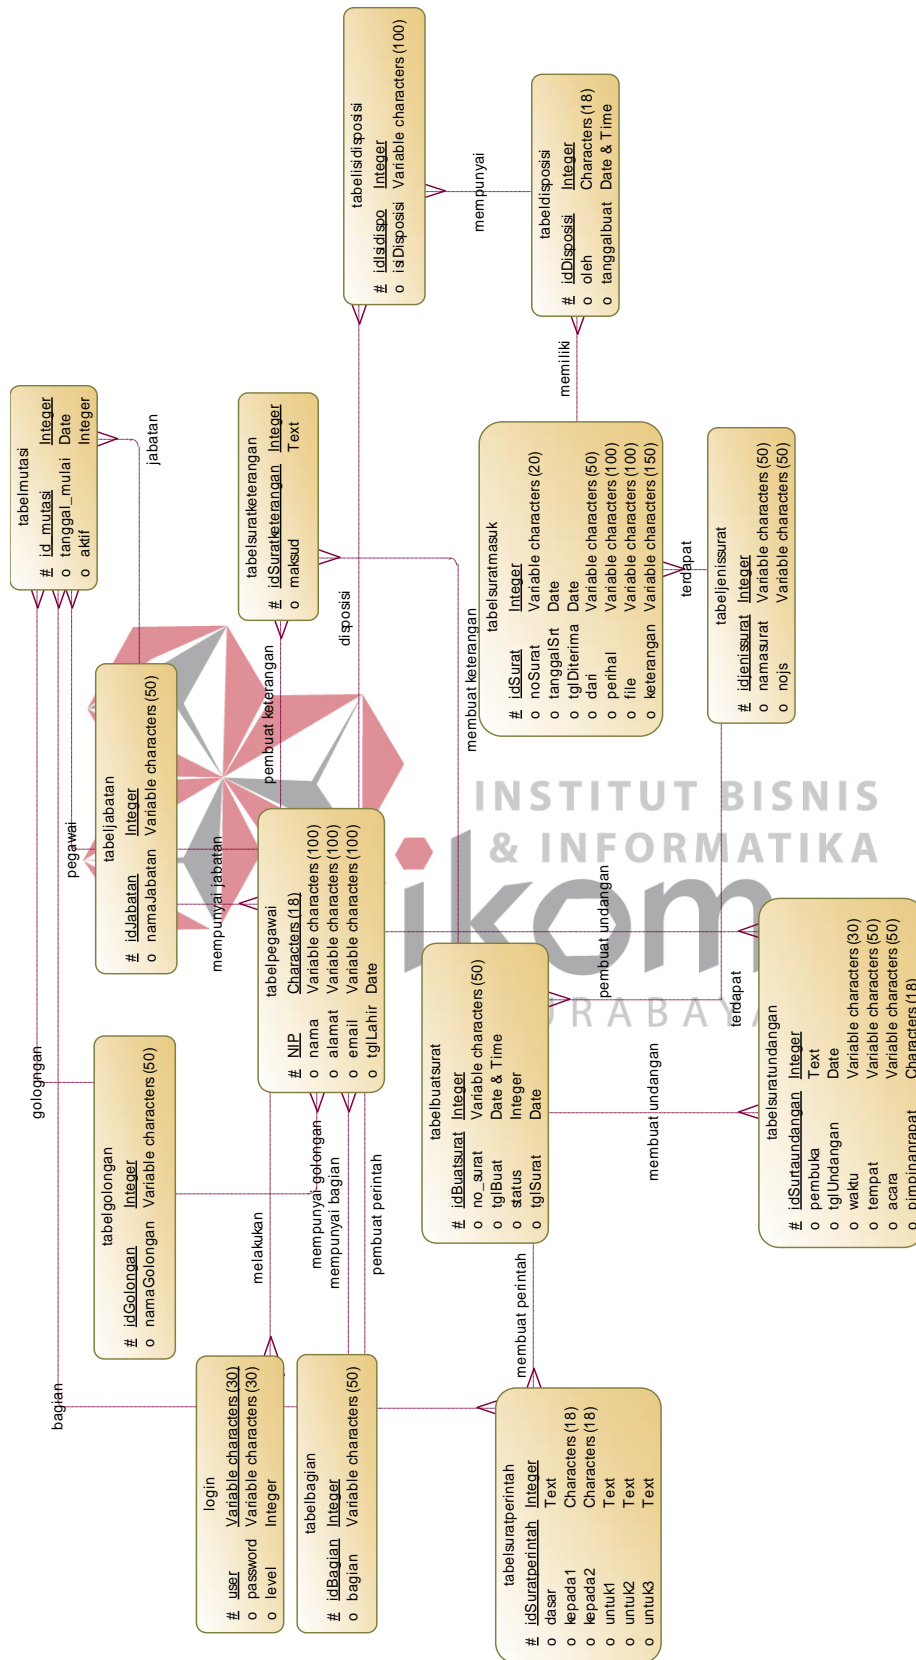 tabelmutasi
# id_mutasi Integer
o tanggal_mulai Date
o aktif Integer
jabatan
tabelisidisposisi
# idIsidispo Integer
o isiDisposisi Variable characters (100)
mempunyai
tabeldisposisi
# idDisposisi Integer
o oleh Characters (18)
o tanggalbuat Date & Time
memiliki
tabelsuratketerangan
# idSuratketerangan Integer
o maksud Text
disposisi
pembuat keterangan
membuat keterangan
tabelsuratmasuk
# idSurat Integer
o noSurat Variable characters (20)
o tanggalSrt Date
o tglDiterima Date
o dari Variable characters (50)
o perihal Variable characters (100)
o file Variable characters (100)
o keterangan Variable characters (150)
terdapat
tabeljenissurat
# idjenissurat Integer
o namasurat Variable characters (50)
o nojs Variable characters (50)
pegawai
tabeljabatan
# idJabatan Integer
o namaJabatan Variable characters (50)
mempunyai jabatan
gologngan
tabelgolongan
# idGolongan Integer
o namaGolongan Variable characters (50)
tabelpegawai
# NIP Characters (18)
o nama Variable characters (100)
o alamat Variable characters (100)
o email Variable characters (100)
o tglLahir Date
melakukan
mempunyai golongan
mempunyai bagian
pembuat perintah
tabelbuatsurat
# idBuatsurat Integer
o no_surat Variable characters (50)
o tglBuat Date & Time
o status Integer
o tglSurat Date
pembuat undangan
membuat undangan
terdapat
tabelsuratundangan
# idSurtaundangan Integer
o pembuka Text
o tglUndangan Date
o waktu Variable characters (30)
o tempat Variable characters (50)
o acara Variable characters (50)
o pimpinanrapat Characters (18)
bagian
login
# user Variable characters (30)
o password Variable characters (30)
o level Integer
tabelbagian
# idBagian Integer
o bagian Variable characters (50)
membuat perintah
tabelsuratperintah
# idSuratperintah Integer
o dasar Text
o kepada1 Characters (18)
o kepada2 Characters (18)
o untuk1 Text
o untuk2 Text
o untuk3 Text
INSTITUT BISNIS
& INFORMATIKA
ikom
SURABAYA